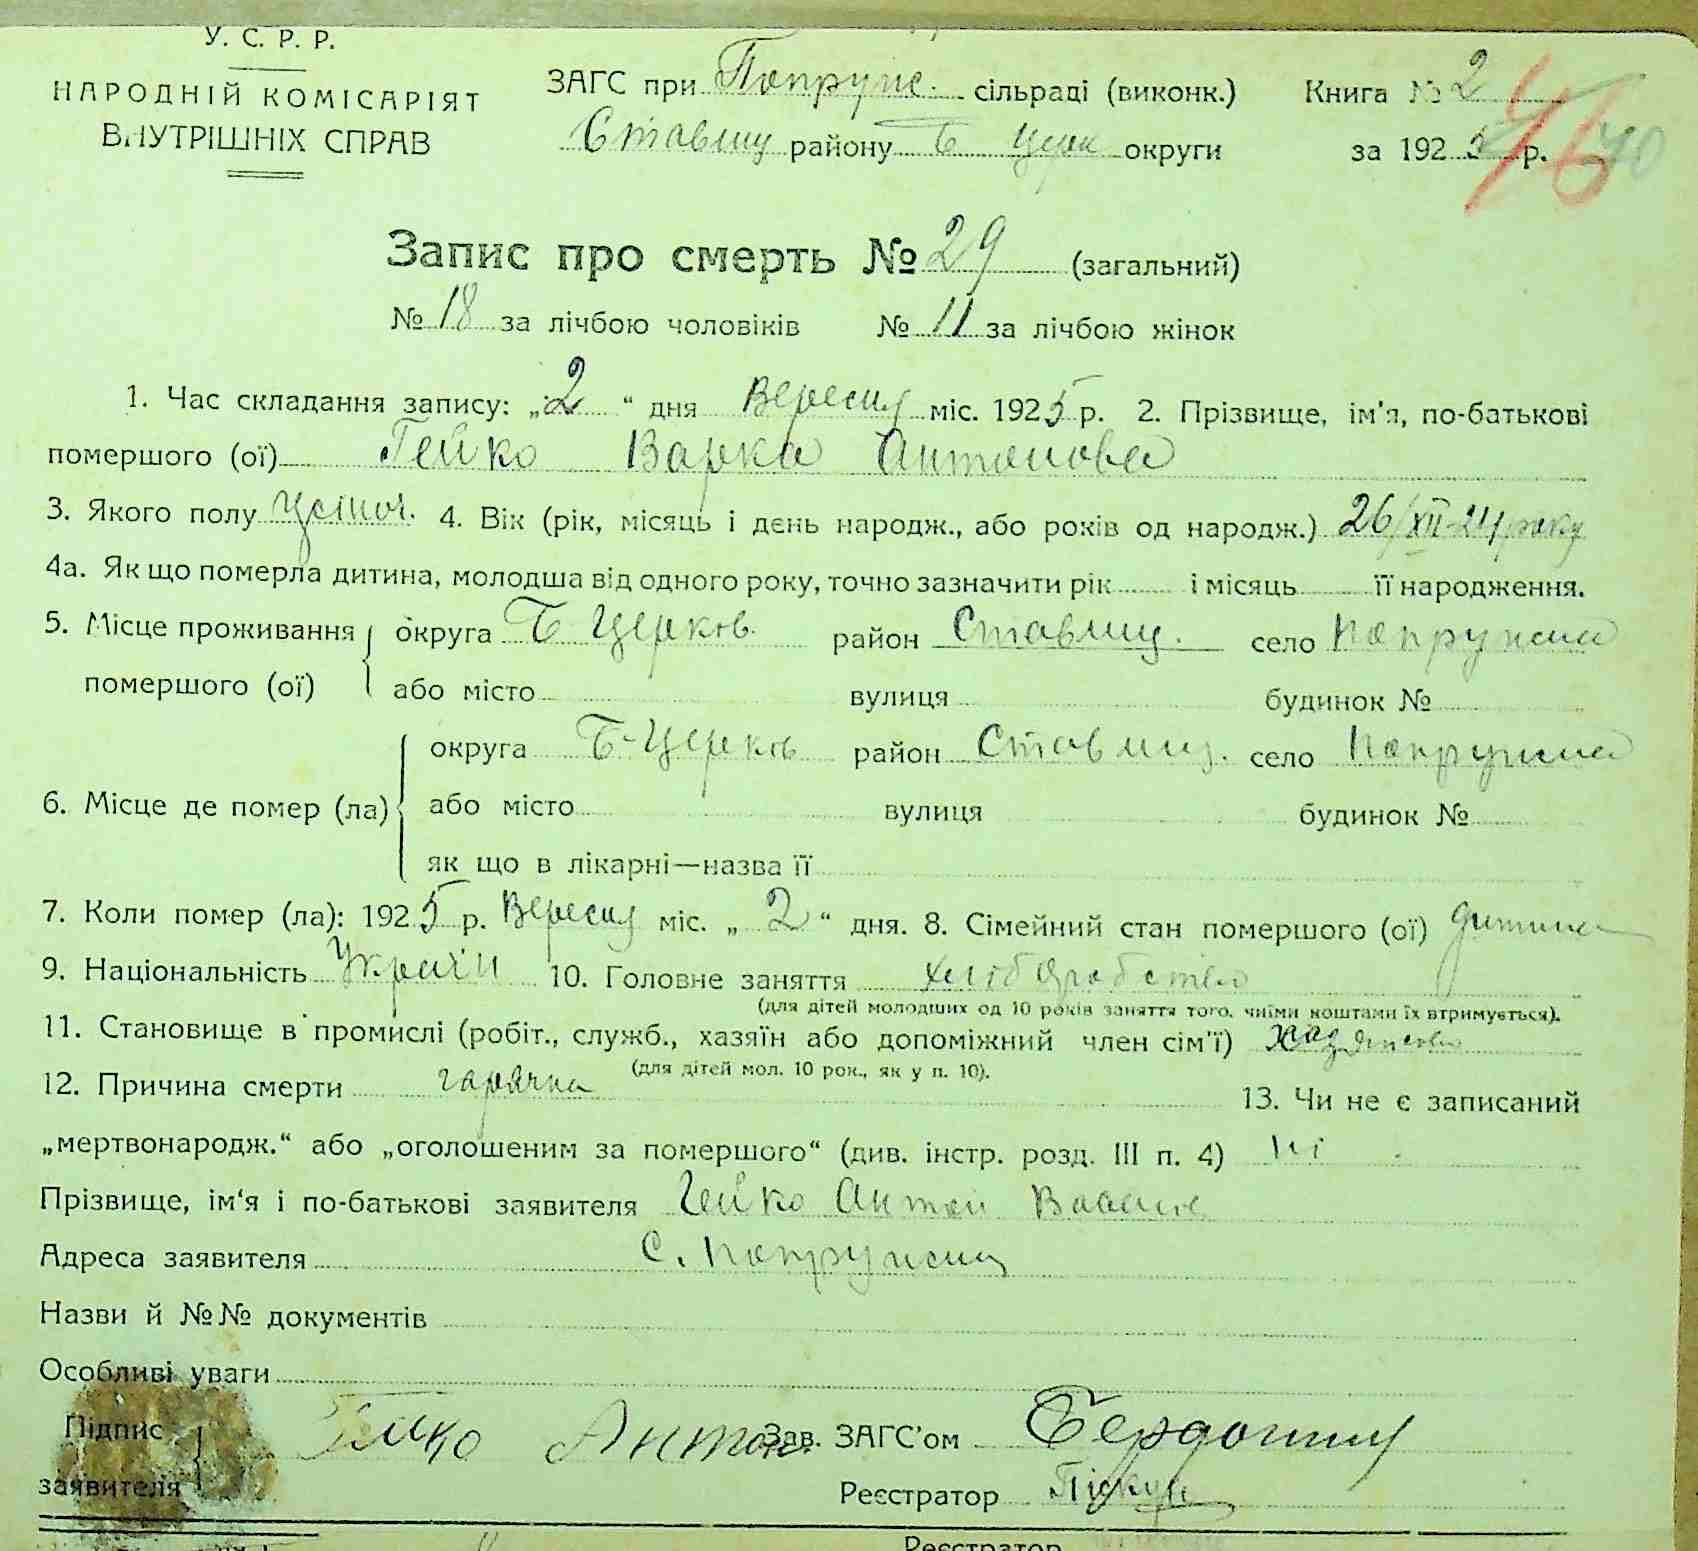 У. С. Р. Р.
НАРОДНІЙ КОМІСАРІЯТ
ВНУТРІШНІХ СПРАВ
ЗАГС при Попруж. сільраді (виконк.)
Ставищ району Б Церк округи
Книга № 2
за 1925 р.
Запис про смерть № 29 (загальний)
№ 18 за лічбою чоловіків № 11 за лічбою жінок
1. Час складання запису: „2“ дня Вересня міс. 1925 р. 2. Прізвище, ім'я, по-батькові
помершого (ої) Гейко Варка Антонова
3. Якого полу жіноч. 4. Вік (рік, місяць і день народж., або років од народж.) 26/XII-24 року
4а. Як що померла дитина, молодша від одного року, точно зазначити рік і місяць її народження.
5. Місце проживання округа Б Церков. район Ставищ. село Попружна
помершого (ої) або місто вулиця будинок №
округа Б-Церков район Ставищ. село Попружна
6. Місце де помер (ла) або місто вулиця будинок №
як що в лікарні—назва її
7. Коли помер (ла): 1925 р. Вересня міс. „2“ дня. 8. Сімейний стан помершого (ої) дитина
9. Національність Україн 10. Головне заняття хліборобство
(для дітей молодших од 10 років заняття того, чиїми коштами їх втримується).
11. Становище в промислі (робіт., служб., хазяїн або допоміжний член сім'ї)
(для дітей мол. 10 рок., як у п. 10).
12. Причина смерти гарячка 13. Чи не є записаний
„мертвонародж.“ або „оголошеним за помершого“ (див. інстр. розд. III п. 4) ні
Прізвище, ім'я і по-батькові заявителя Гейко Антон
Адреса заявителя с. Попружна
Назви й №№ документів
Особливі уваги
Підпис
заявителя
Гейко Антон.
Зав. ЗАГС'ом
Реєстратор Піскун
Реєстратор